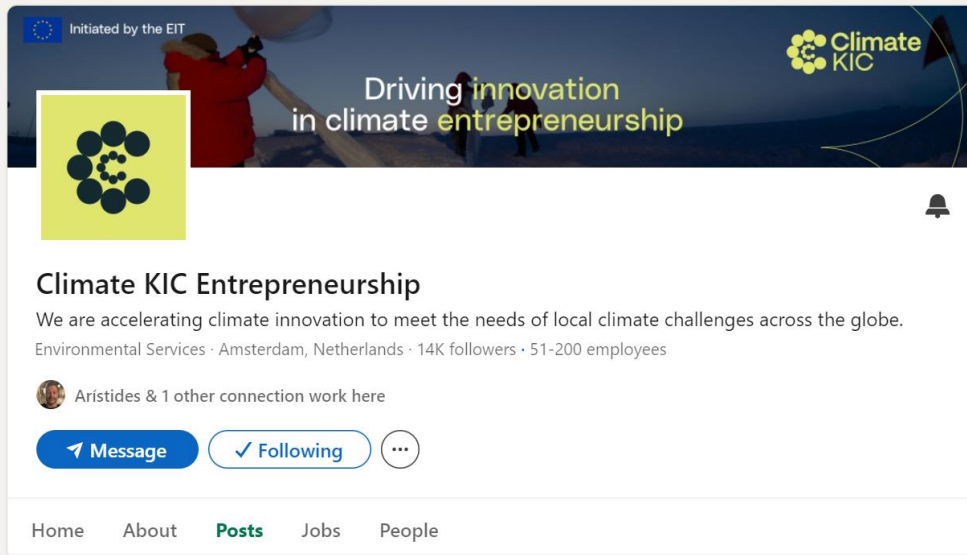 Initiated by the EIT
Climate
KIC
Driving innovation
in climate entrepreneurship
Climate KIC Entrepreneurship
We are accelerating climate innovation to meet the needs of local climate challenges across the globe.
Environmental Services · Amsterdam, Netherlands · 14K followers · 51-200 employees
Arístides & 1 other connection work here
Message Following ...
Home About Posts Jobs People